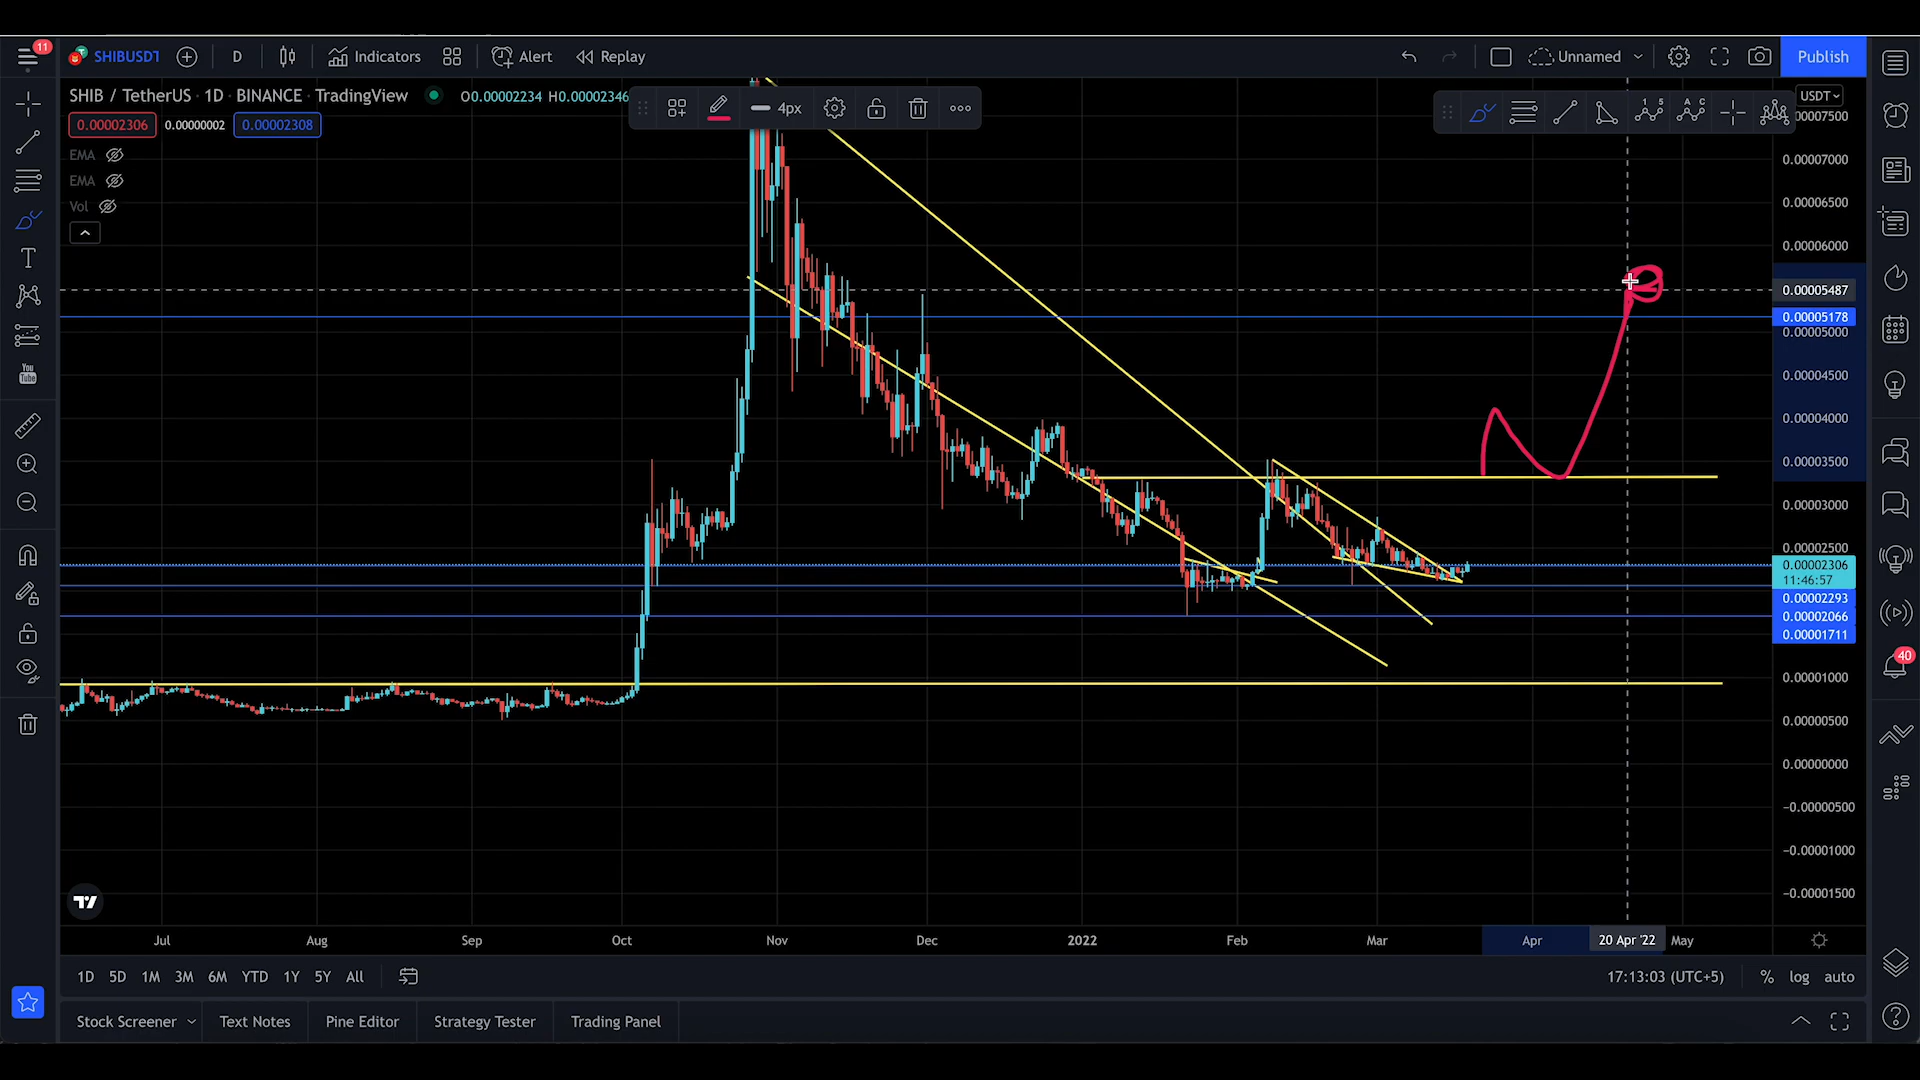 11
SHIBUSDT
D
Indicators
Alert
Replay
Unnamed
Publish
SHIB / TetherUS · 1D · BINANCE · TradingView
O0.00002234 H0.00002346
4px
USDT
0.00002306
0.00000002
0.00002308
EMA
EMA
Vol
You
Tube
0.00007500
0.00007000
0.00006500
0.00006000
0.00005487
0.00005178
0.00005000
0.00004500
0.00004000
0.00003500
0.00003000
0.00002500
0.00002306
11:46:57
0.00002293
0.00002066
0.00001711
0.00001000
0.00000500
0.00000000
−0.00000500
−0.00001000
−0.00001500
40
Jul
Aug
Sep
Oct
Nov
Dec
2022
Feb
Mar
Apr
20 Apr '22
May
1D
5D
1M
3M
6M
YTD
1Y
5Y
All
17:13:03 (UTC+5)
%
log
auto
Stock Screener
Text Notes
Pine Editor
Strategy Tester
Trading Panel